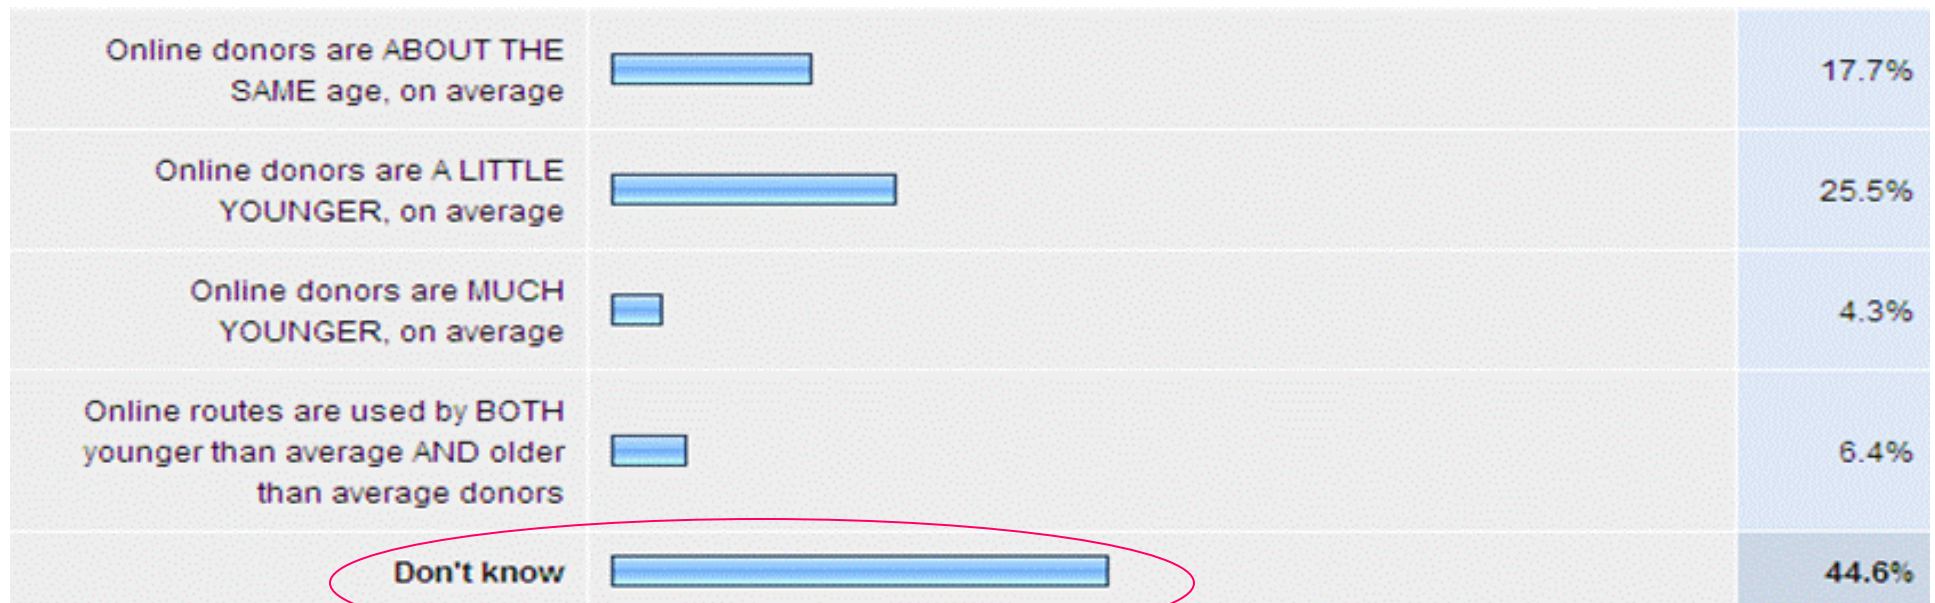 Online donors are ABOUT THE
SAME age, on average
17.7%
Online donors are A LITTLE
YOUNGER, on average
25.5%
Online donors are MUCH
YOUNGER, on average
4.3%
Online routes are used by BOTH
younger than average AND older
than average donors
6.4%
Don't know
44.6%